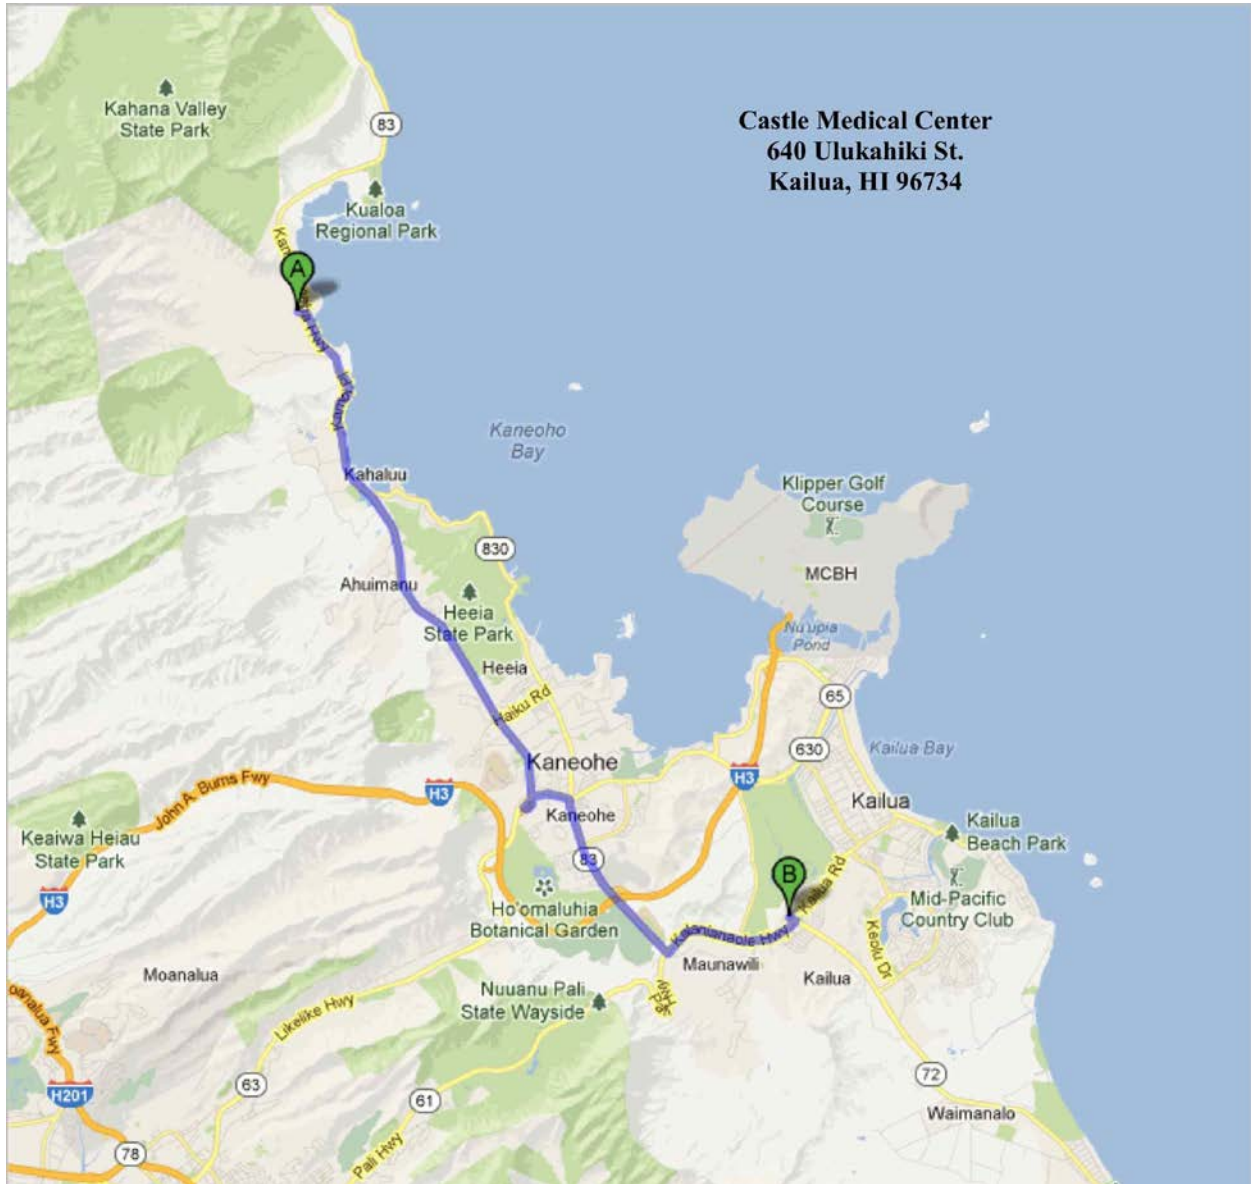 Castle Medical Center
640 Ulukahiki St.
Kailua, HI 96734
Kahana Valley
State Park
83
Kualoa
Regional Park
A
Kaneoho
Bay
Klipper Golf
Course
Kahaluu
830
MCBH
Ahuimanu
Heeia
State Park
Nu'upia
Pond
Heeia
65
Haiku Rd
630
Kailua Bay
Kaneohe
H3
John A. Burns Fwy
H3
Kailua
Kaneohe
Kailua
Beach Park
Keaiwa Heiau
State Park
83
B
Kailua Rd
H3
Ho'omaluhia
Botanical Garden
Mid-Pacific
Country Club
Kalanianaole Hwy
Keolu Dr
Maunawili
Kailua
Moanalua
Nuuanu Pali
State Wayside
Likelike Hwy
oanalua Fwy
63
72
H201
61
Waimanalo
78
Pali Hwy